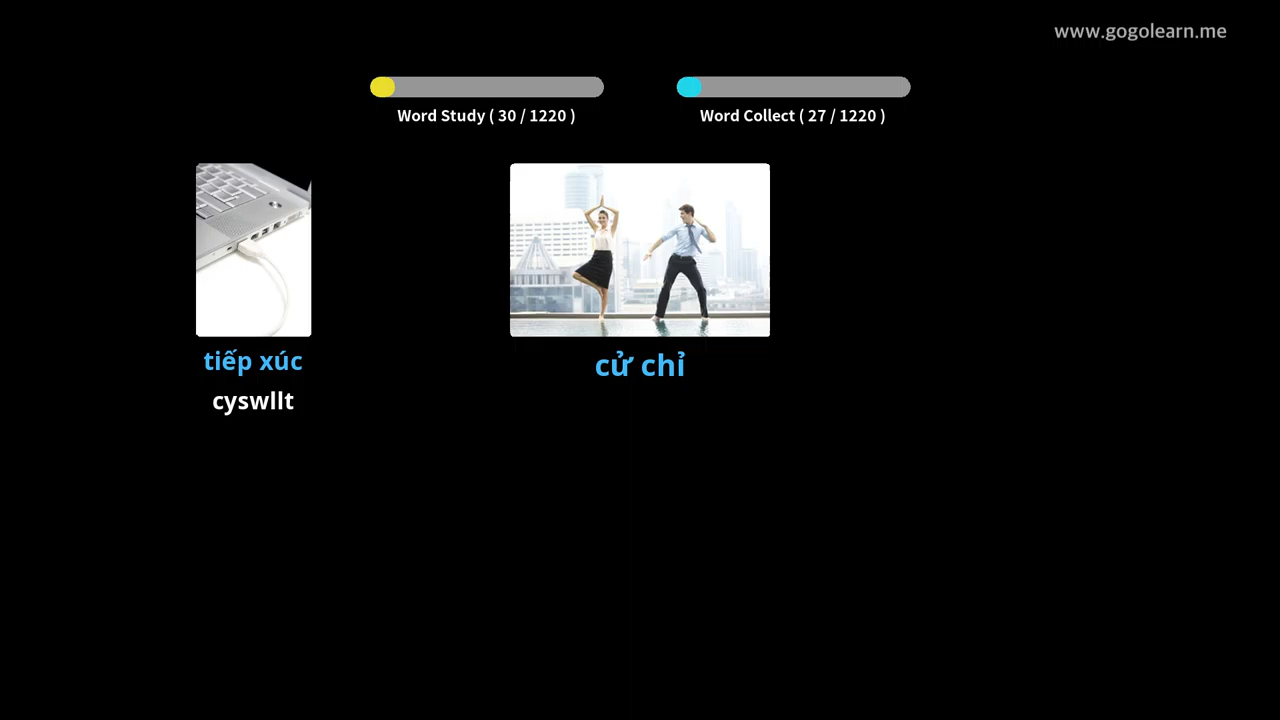 www.gogolearn.me
Word Study ( 30 / 1220 )
Word Collect ( 27 / 1220 )
tiếp xúc
cyswllt
cử chỉ